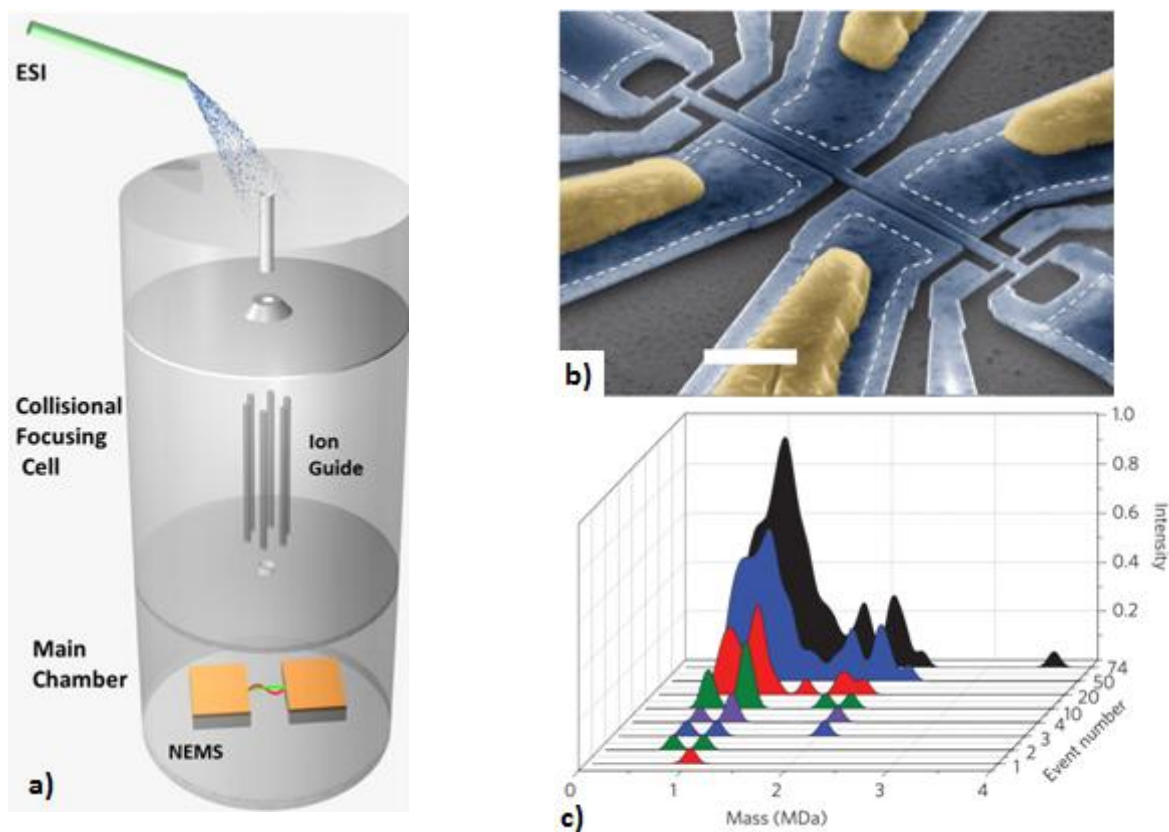 ESI
Collisional
Focusing
Cell
Ion
Guide
Main
Chamber
NEMS
a)
b)
1.0
0.8
0.6
0.4
0.2
Intensity
74
50
20
10
4
3
2
1
Event number
0
1
2
3
4
Mass (MDa)
c)